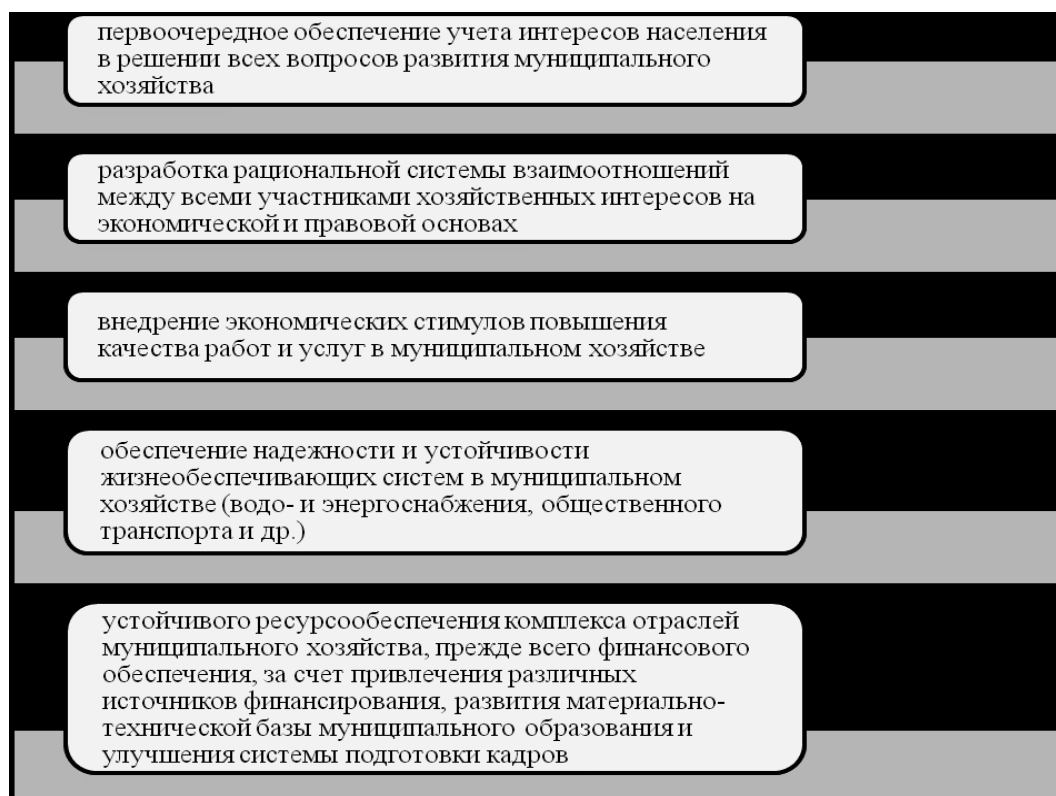 первоочередное обеспечение учета интересов населения
в решении всех вопросов развития муниципального
хозяйства
разработка рациональной системы взаимоотношений
между всеми участниками хозяйственных интересов на
экономической и правовой основах
внедрение экономических стимулов повышения
качества работ и услуг в муниципальном хозяйстве
обеспечение надежности и устойчивости
жизнеобеспечивающих систем в муниципальном
хозяйстве (водо- и энергоснабжения, общественного
транспорта и др.)
устойчивого ресурсообеспечения комплекса отраслей
муниципального хозяйства, прежде всего финансового
обеспечения, за счет привлечения различных
источников финансирования, развития материально-
технической базы муниципального образования и
улучшения системы подготовки кадров